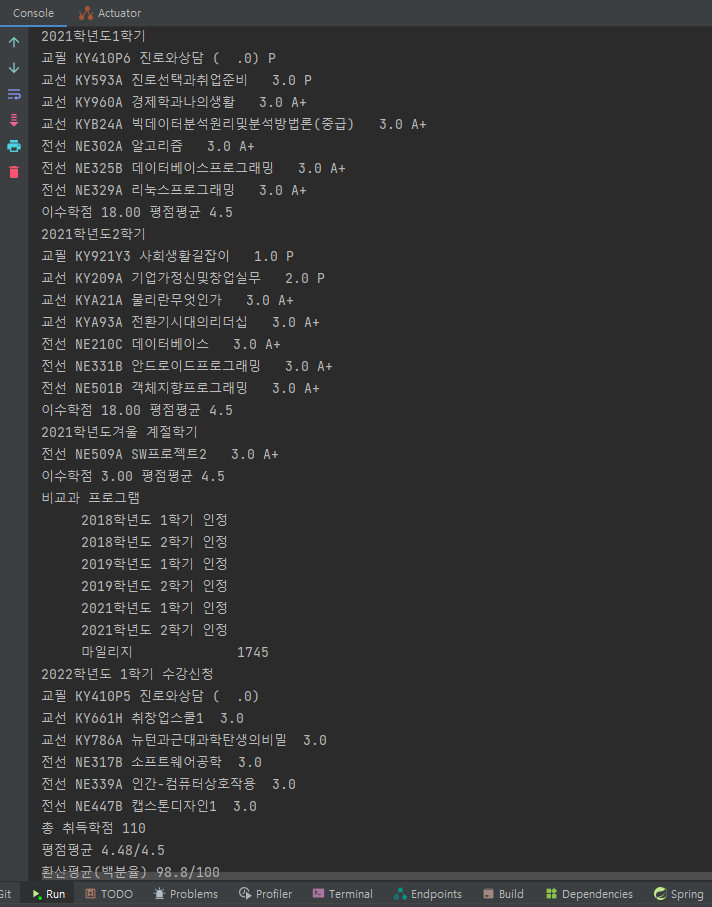 Console Actuator
2021학년도1학기
교필 KY410P6 진로와상담 (  .0) P
교선 KY593A 진로선택과취업준비   3.0 P
교선 KY960A 경제학과나의생활   3.0 A+
교선 KYB24A 빅데이터분석원리및분석방법론(중급)   3.0 A+
전선 NE302A 알고리즘   3.0 A+
전선 NE325B 데이터베이스프로그래밍   3.0 A+
전선 NE329A 리눅스프로그래밍   3.0 A+
이수학점 18.00 평점평균 4.5
2021학년도2학기
교필 KY921Y3 사회생활길잡이   1.0 P
교선 KY209A 기업가정신및창업실무   2.0 P
교선 KYA21A 물리란무엇인가   3.0 A+
교선 KYA93A 전환기시대의리더십   3.0 A+
전선 NE210C 데이터베이스   3.0 A+
전선 NE331B 안드로이드프로그래밍   3.0 A+
전선 NE501B 객체지향프로그래밍   3.0 A+
이수학점 18.00 평점평균 4.5
2021학년도겨울 계절학기
전선 NE509A SW프로젝트2   3.0 A+
이수학점 3.00 평점평균 4.5
비교과 프로그램
2018학년도 1학기 인정
2018학년도 2학기 인정
2019학년도 1학기 인정
2019학년도 2학기 인정
2021학년도 1학기 인정
2021학년도 2학기 인정
마일리지 1745
2022학년도 1학기 수강신청
교필 KY410P5 진로와상담 (  .0)
교선 KY661H 취창업스쿨1  3.0
교선 KY786A 뉴턴과근대과학탄생의비밀  3.0
전선 NE317B 소프트웨어공학  3.0
전선 NE339A 인간-컴퓨터상호작용  3.0
전선 NE447B 캡스톤디자인1  3.0
총 취득학점 110
평점평균 4.48/4.5
환산평균(백분율) 98.8/100
Git Run TODO Problems Profiler Terminal Endpoints Build Dependencies Spring